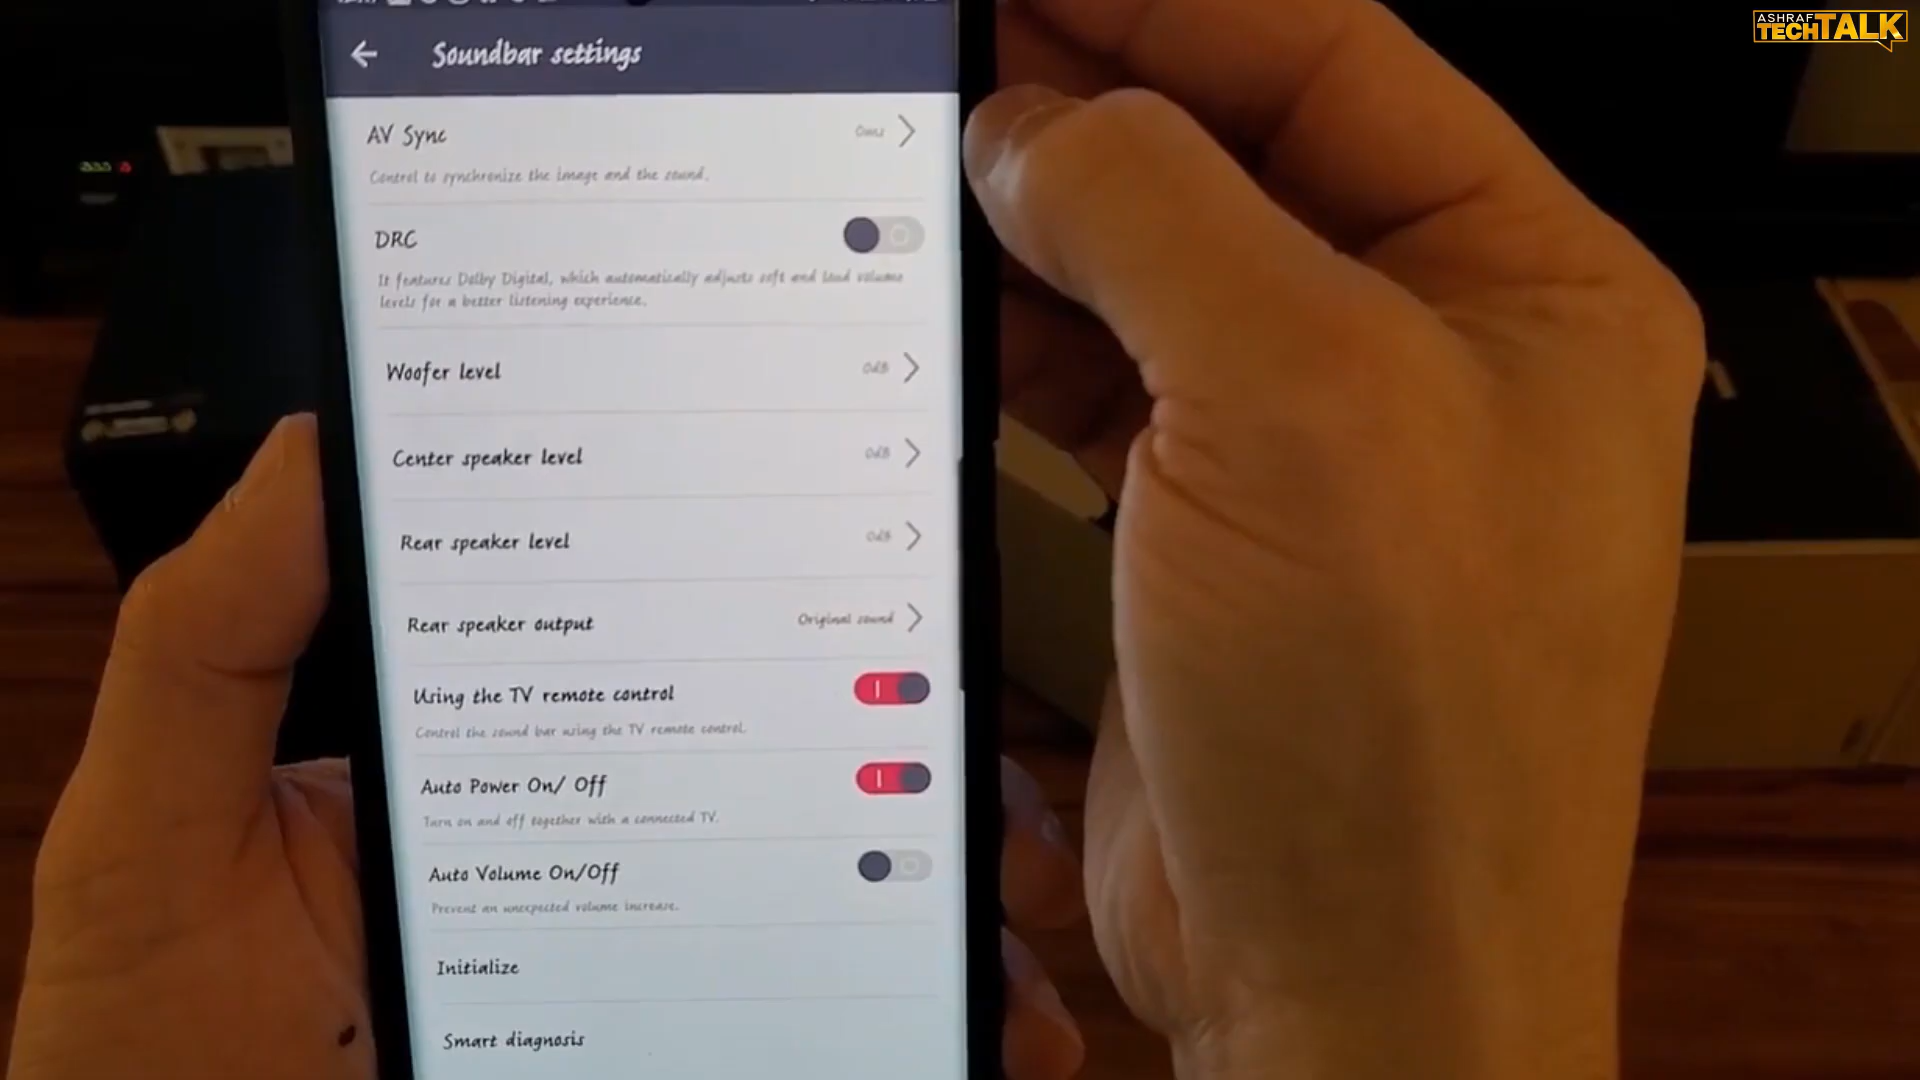 ASHRAF
TECHTALK
Soundbar settings
AV Sync
0ms
Control to synchronize the image and the sound.
DRC
It features Dolby Digital, which automatically adjusts soft and loud volume
levels for a better listening experience.
Woofer level
0dB
Center speaker level
0dB
Rear speaker level
0dB
Rear speaker output
Original sound
Using the TV remote control
Control the sound bar using the TV remote control.
Auto Power On/ Off
Turn on and off together with a connected TV.
Auto Volume On/Off
Prevent an unexpected volume increase.
Initialize
Smart diagnosis